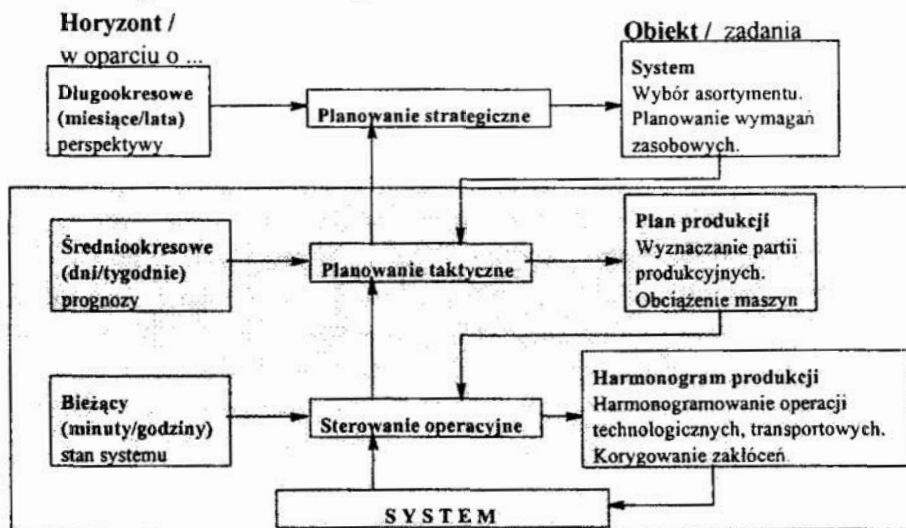 Horyzont /
w oparciu o ...
Obiekt / zadania
Długookresowe
(miesiące/lata)
perspektywy
Planowanie strategiczne
System
Wybór asortymentu.
Planowanie wymagań
zasobowych.
Średniookresowe
(dni/tygodnie)
prognozy
Planowanie taktyczne
Plan produkcji
Wyznaczanie partii
produkcyjnych.
Obciążenie maszyn
Bieżący
(minuty/godziny)
stan systemu
Sterowanie operacyjne
Harmonogram produkcji
Harmonogramowanie operacji
technologicznych, transportowych.
Korygowanie zakłóceń.
SYSTEM